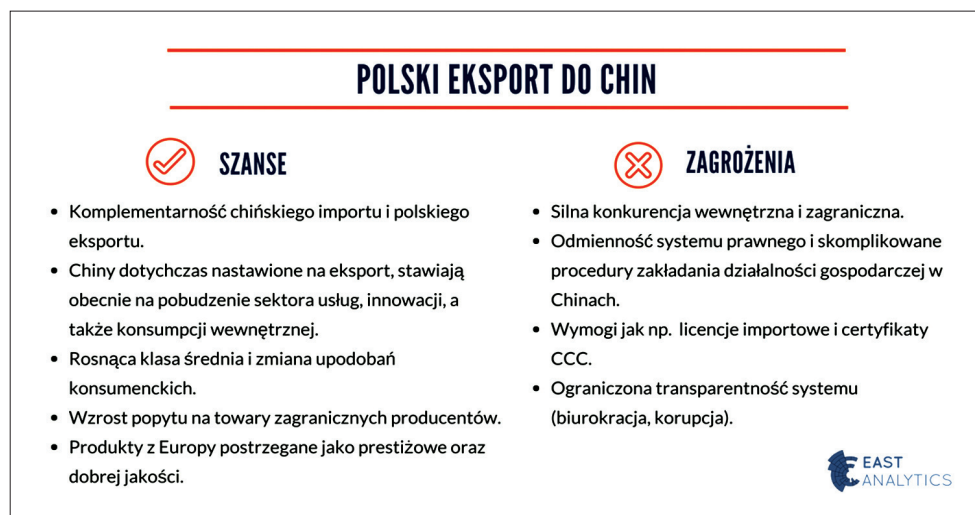 POLSKI EKSPORT DO CHIN
SZANSE
• Komplementarność chińskiego importu i polskiego
eksportu.
• Chiny dotychczas nastawione na eksport, stawiają
obecnie na pobudzenie sektora usług, innowacji, a
także konsumpcji wewnętrznej.
• Rosnąca klasa średnia i zmiana upodobań
konsumenckich.
• Wzrost popytu na towary zagranicznych producentów.
• Produkty z Europy postrzegane jako prestiżowe oraz
dobrej jakości.
ZAGROŻENIA
• Silna konkurencja wewnętrzna i zagraniczna.
• Odmienność systemu prawnego i skomplikowane
procedury zakładania działalności gospodarczej w
Chinach.
• Wymogi jak np. licencje importowe i certyfikaty
CCC.
• Ograniczona transparentność systemu
(biurokracja, korupcja).
EAST
ANALYTICS